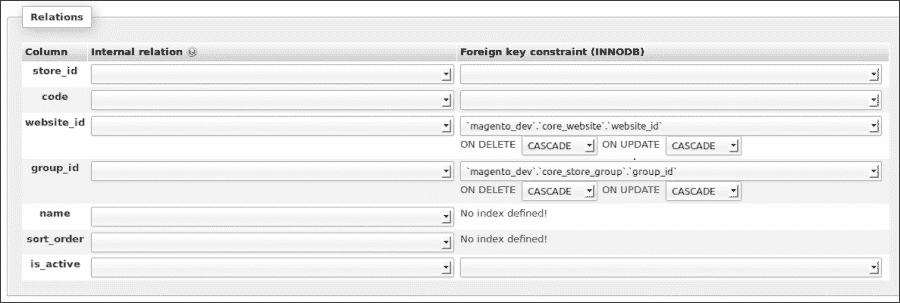 Relations
Column Internal relation Foreign key constraint (INNODB)
store_id
code
website_id `magento_dev`.`core_website`.`website_id`
ON DELETE CASCADE ON UPDATE CASCADE
group_id `magento_dev`.`core_store_group`.`group_id`
ON DELETE CASCADE ON UPDATE CASCADE
name No index defined!
sort_order No index defined!
is_active